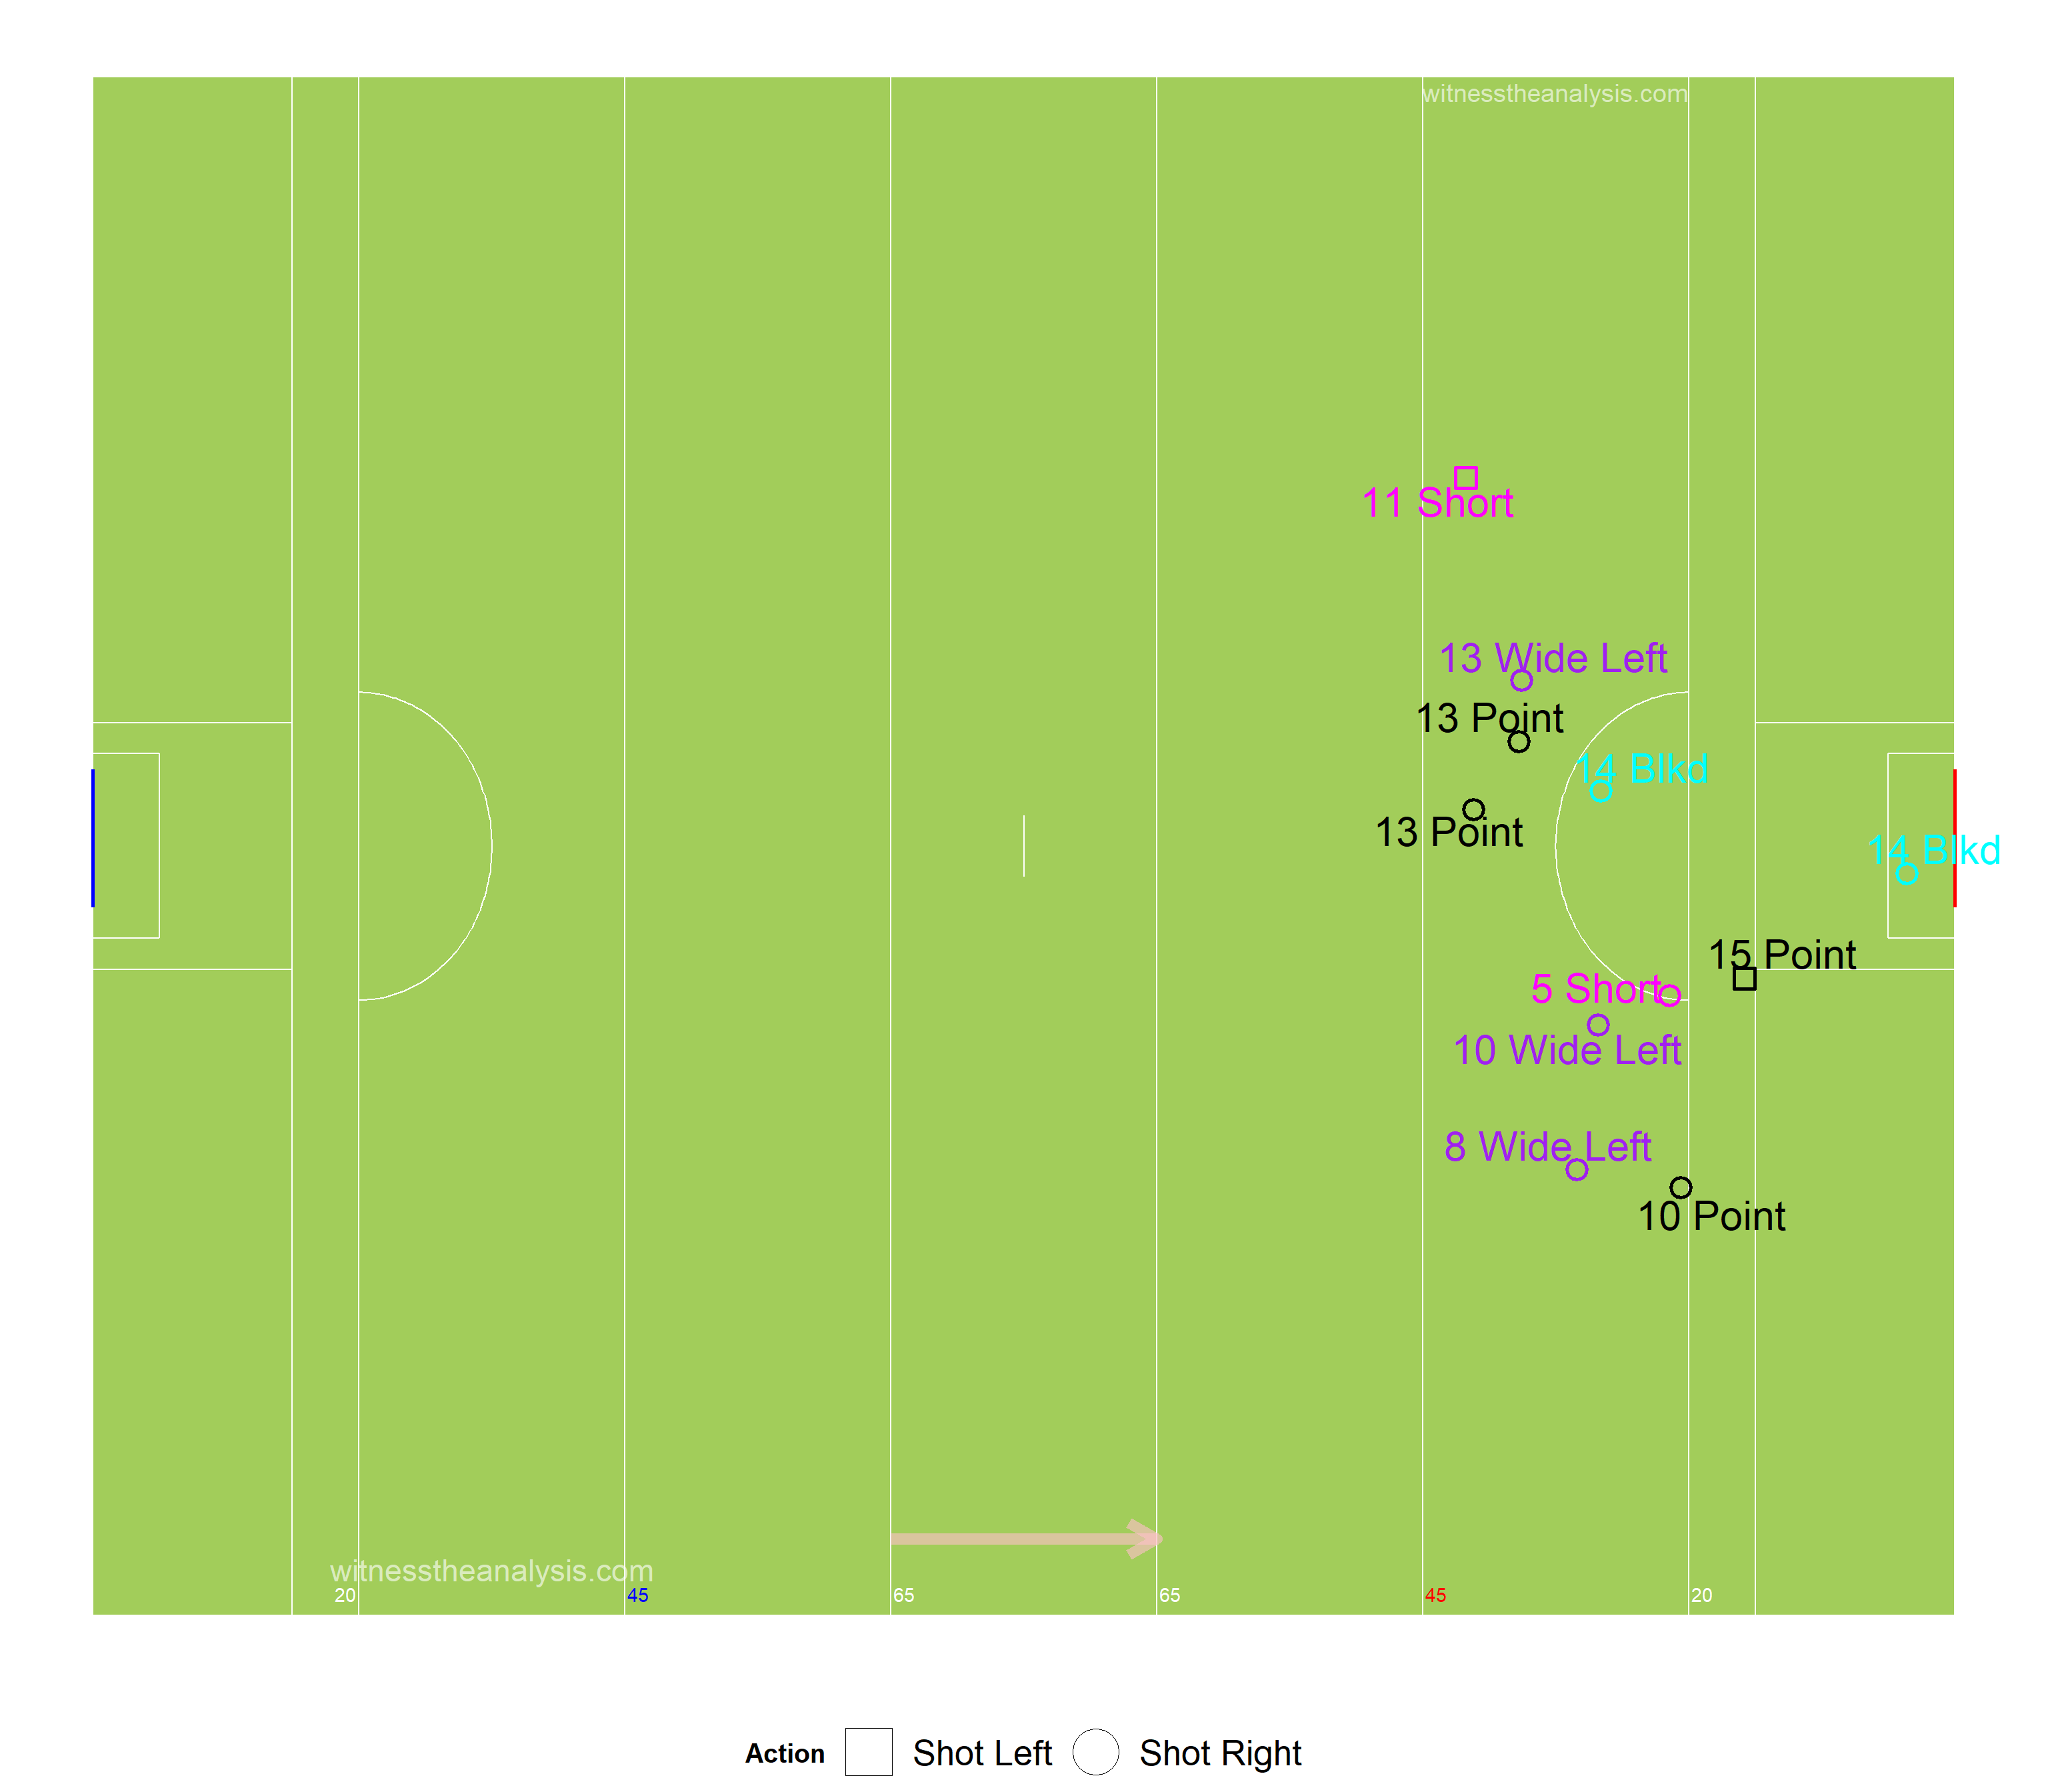 witnesstheanalysis.com
11 Short
13 Wide Left
13 Point
14 Blkd
13 Point
14 Blkd
15 Point
5 Short
10 Wide Left
8 Wide Left
10 Point
witnesstheanalysis.com
20
45
65
65
45
20
Action Shot Left Shot Right